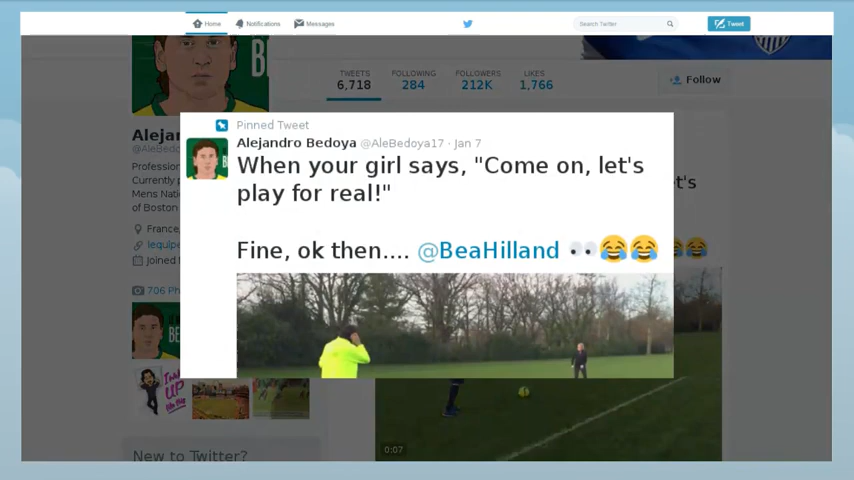 Home
Notifications
Messages
Search Twitter
Tweet
TWEETS
FOLLOWING
FOLLOWERS
LIKES
6,718
284
212K
1,766
Follow
Pinned Tweet
Alejandro Bedoya @AleBedoya17 · Jan 7
When your girl says, "Come on, let's
play for real!"
Fine, ok then.... @BeaHilland 👀😂😂
Alejan
@AleBedo
Profession
Currently p
Mens Nati
of Boston
France,
lequipe
Joined
706 Ph
t's
0:07
New to Twitter?